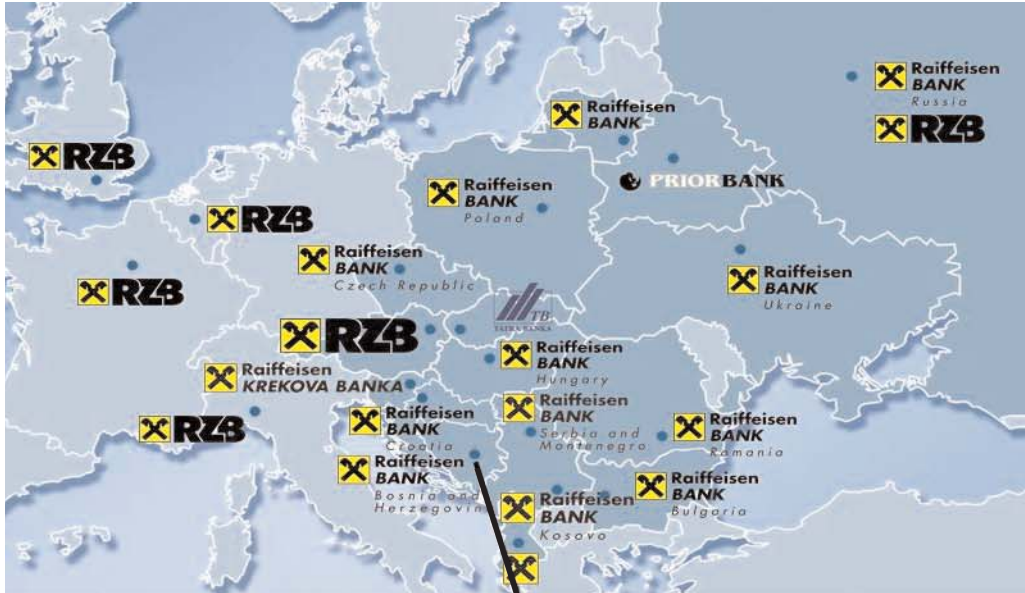 Raiffeisen
BANK
Russia
RZB
Raiffeisen
BANK
PRIORBANK
RZB
Raiffeisen
BANK
Poland
RZB
Raiffeisen
BANK
Czech Republic
Raiffeisen
BANK
Ukraine
RZB
TB
TATRA BANKA
RZB
Raiffeisen
BANK
Hungary
Raiffeisen
KREKOVA BANKA
Raiffeisen
BANK
Serbia and
Montenegro
RZB
Raiffeisen
BANK
Croatia
Raiffeisen
BANK
Romania
Raiffeisen
BANK
Bosnia and
Herzegovin
Raiffeisen
BANK
Bulgaria
Raiffeisen
BANK
Kosovo